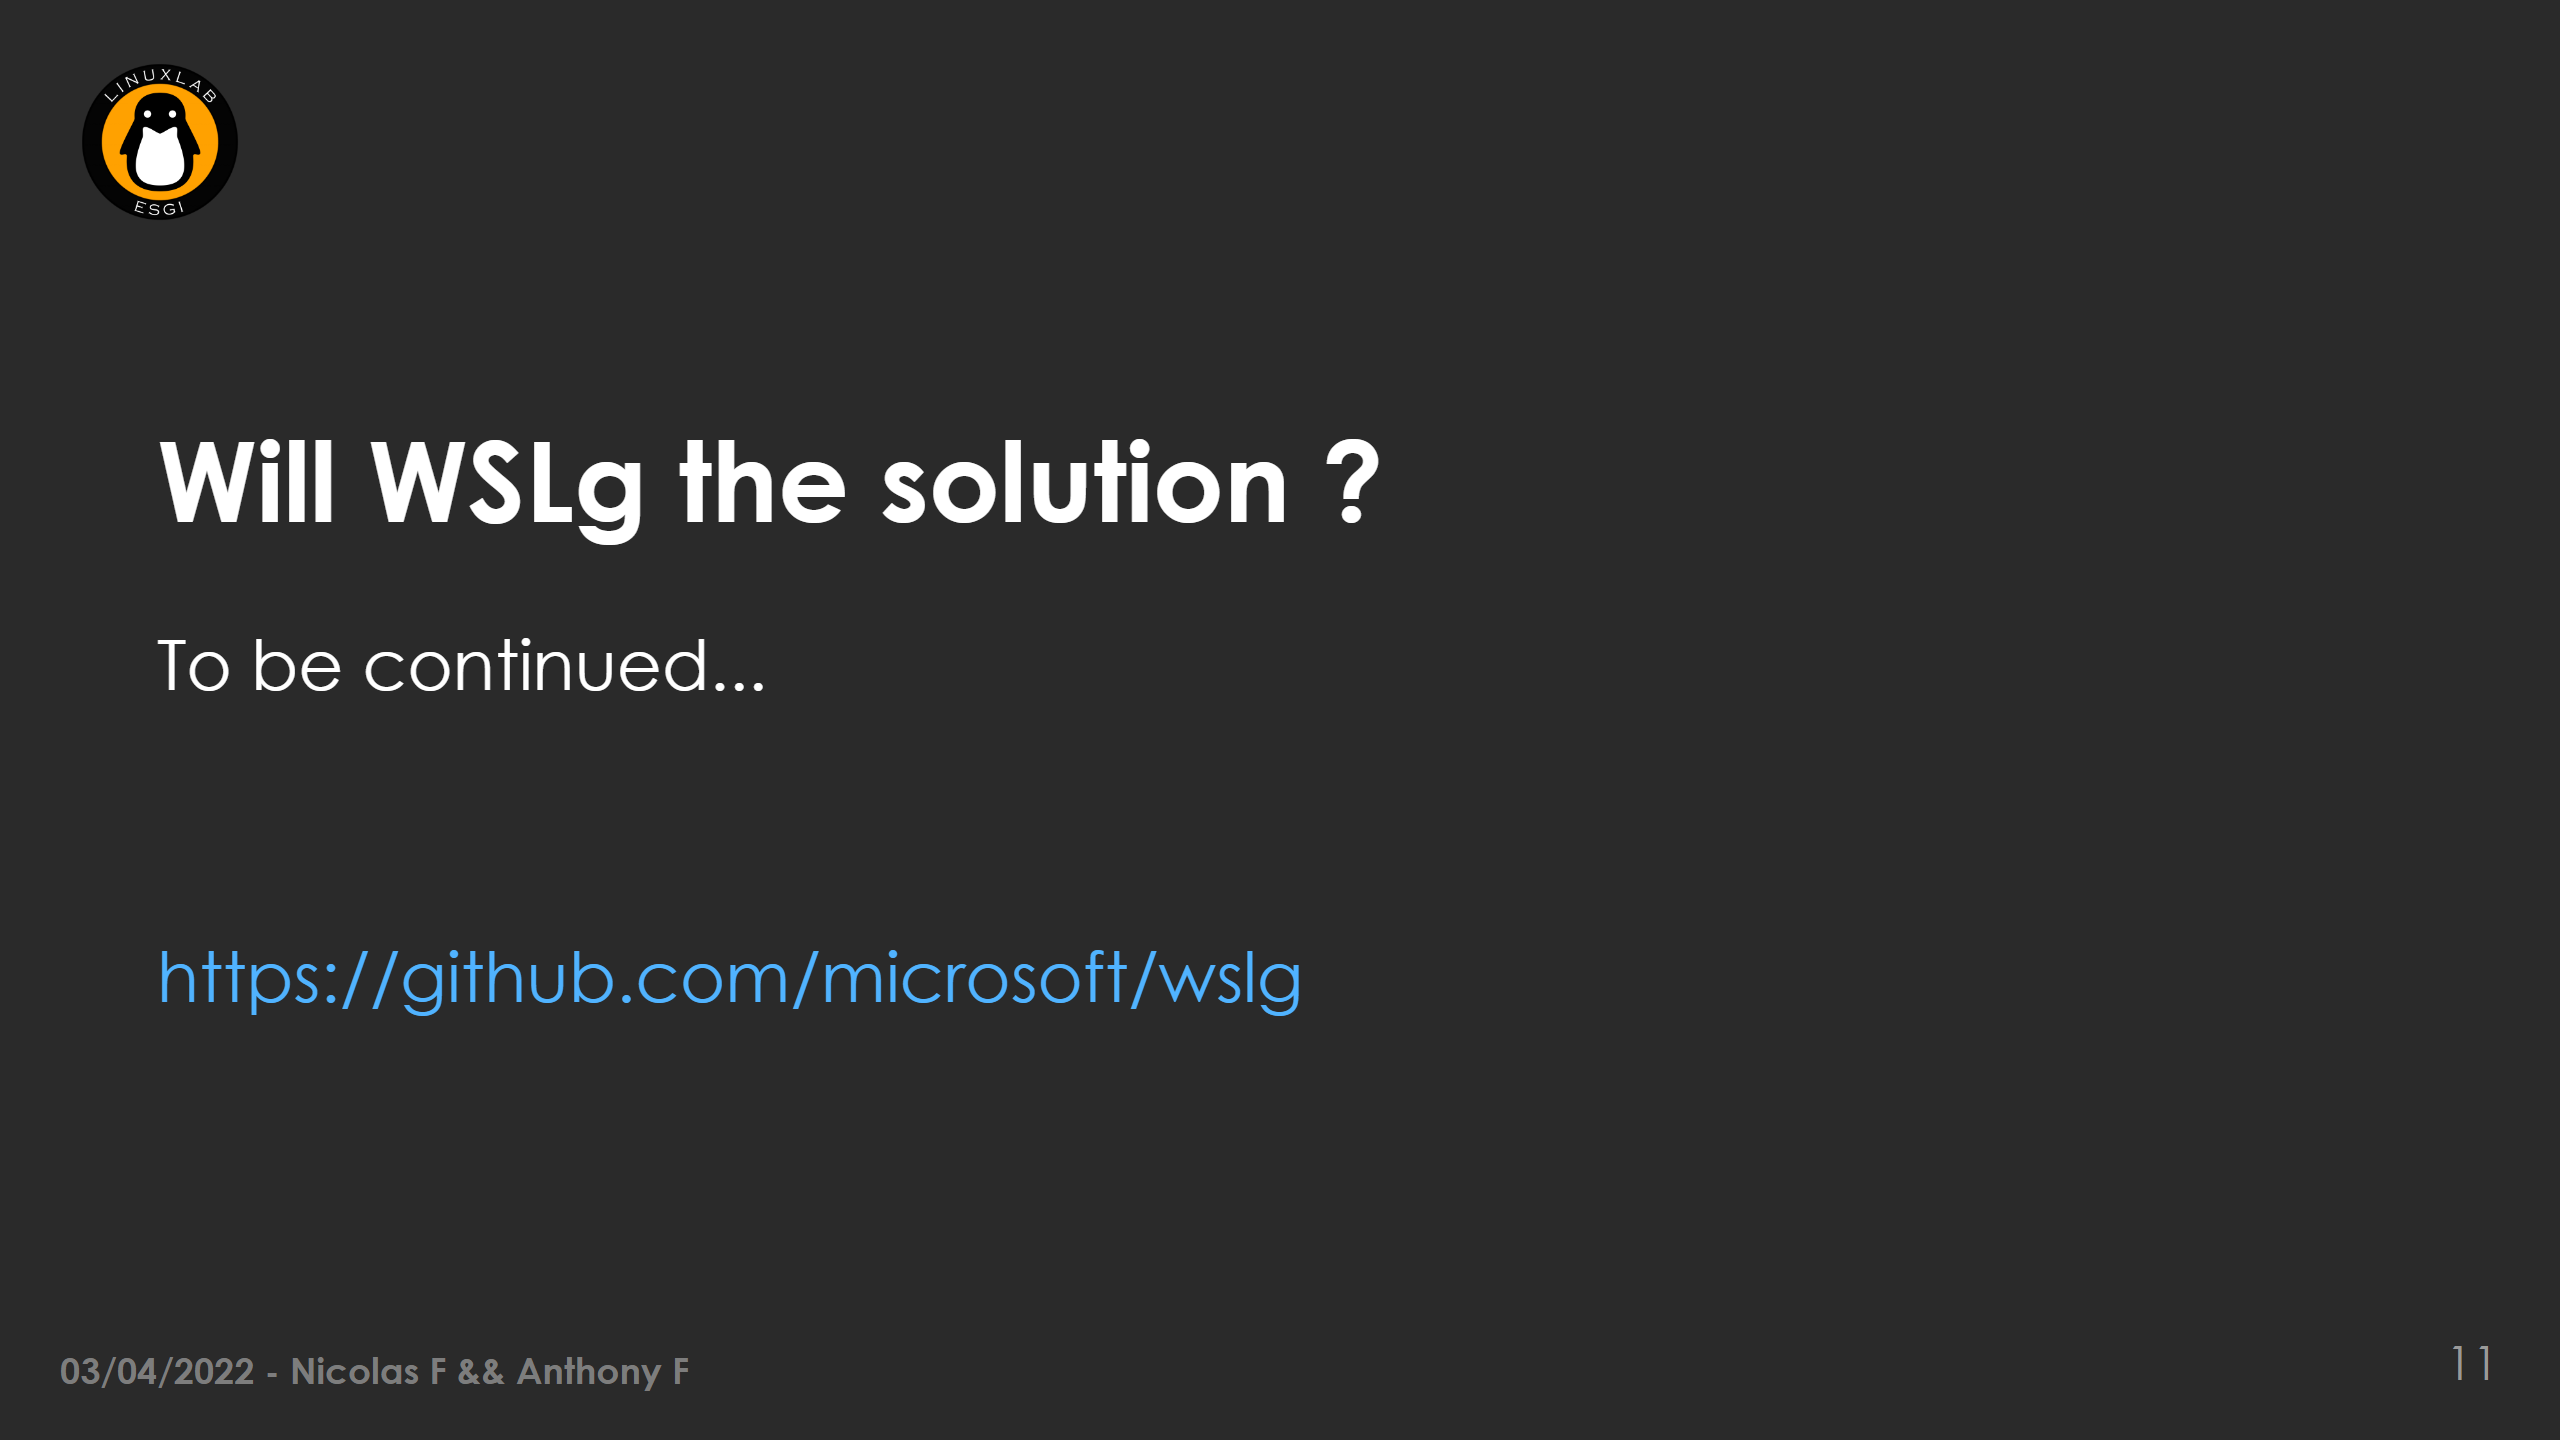 LINUXLAB
ESGI
Will WSLg the solution ?
To be continued...
https://github.com/microsoft/wslg
03/04/2022 - Nicolas F && Anthony F
11